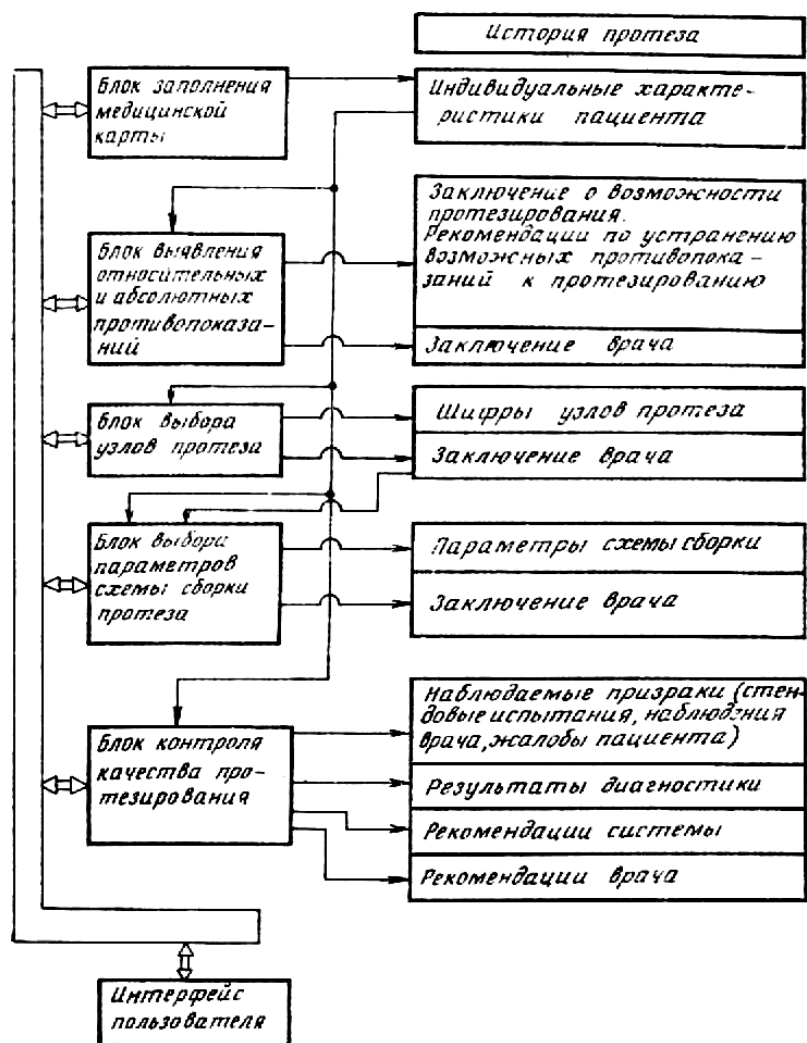 История протеза
Блок заполнения
медицинской
карты
Индивидуальные характе-
ристики пациента
Блок выявления
относительных
и абсолютных
противопоказа-
ний
Заключение о возможности
протезирования.
Рекомендации по устранению
возможных противопока-
заний к протезированию
Заключение врача
Блок выбора
узлов протеза
Шифры узлов протеза
Заключение врача
Блок выбора
параметров
схемы сборки
протеза
Параметры схемы сборки
Заключение врача
Блок контроля
качества про-
тезирования
Наблюдаемые призраки (стен-
довые испытания, наблюдения
врача, жалобы пациента)
Результаты диагностики
Рекомендации системы
Рекомендации врача
Интерфейс
пользователя